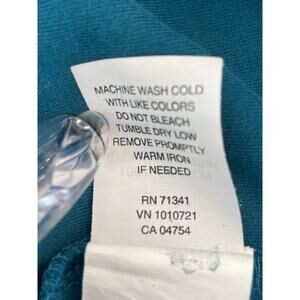 MACHINE WASH COLD
WITH LIKE COLORS
DO NOT BLEACH
TUMBLE DRY LOW
REMOVE PROMPTLY
WARM IRON
IF NEEDED
RN 71341
VN 1010721
CA 04754